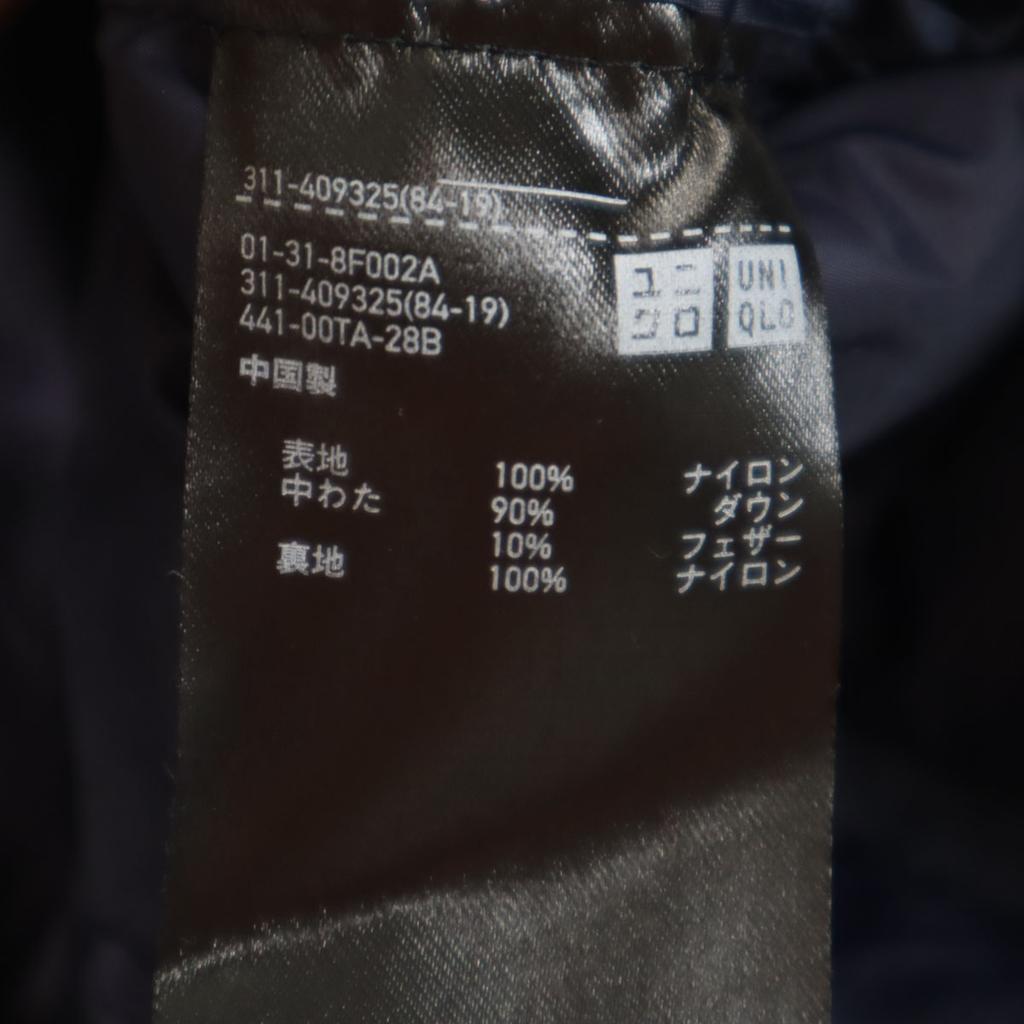 311-409325(84-19)
01-31-8F002A
311-409325(84-19)
441-00TA-28B
中国製
ユニ
クロ
UNI
QLO
表地 100% ナイロン
中わた 90% ダウン
10% フェザー
裏地 100% ナイロン